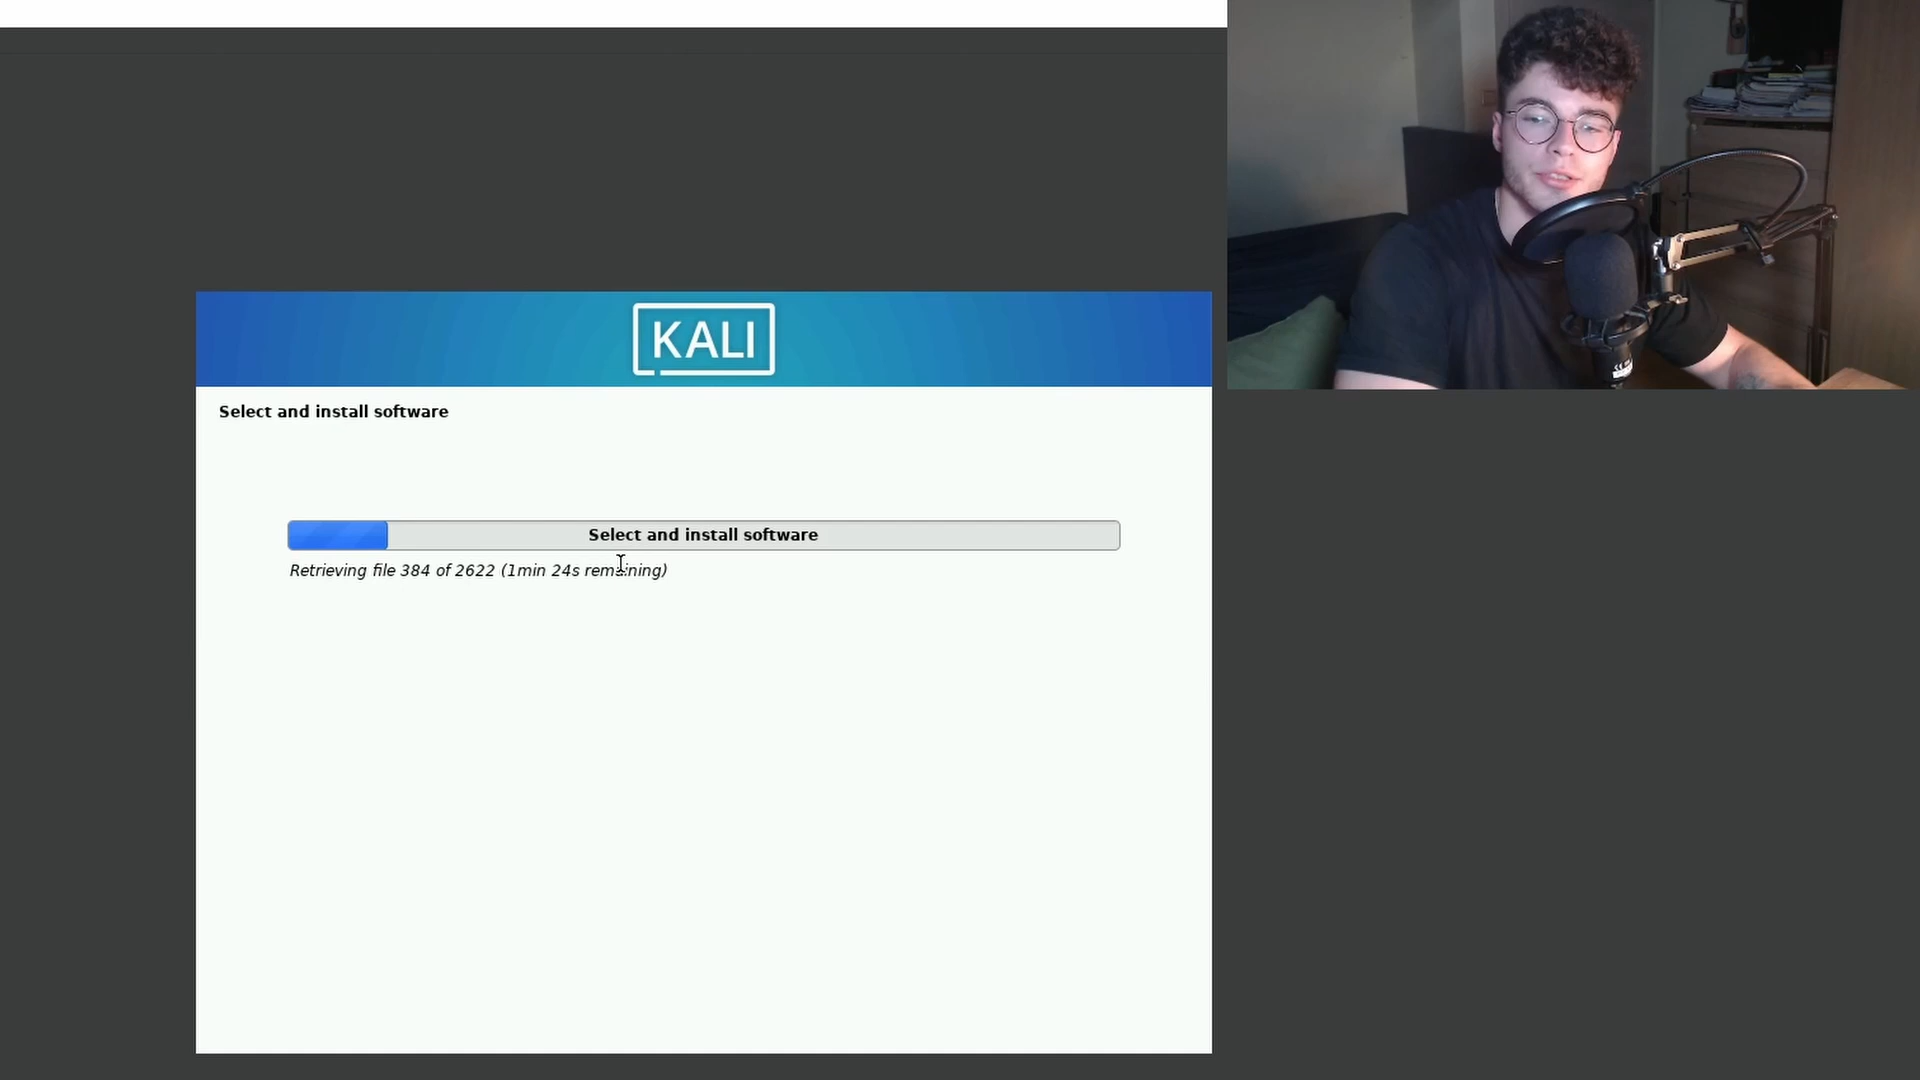 KALI
Select and install software
Select and install software
Retrieving file 384 of 2622 (1min 24s remaining)